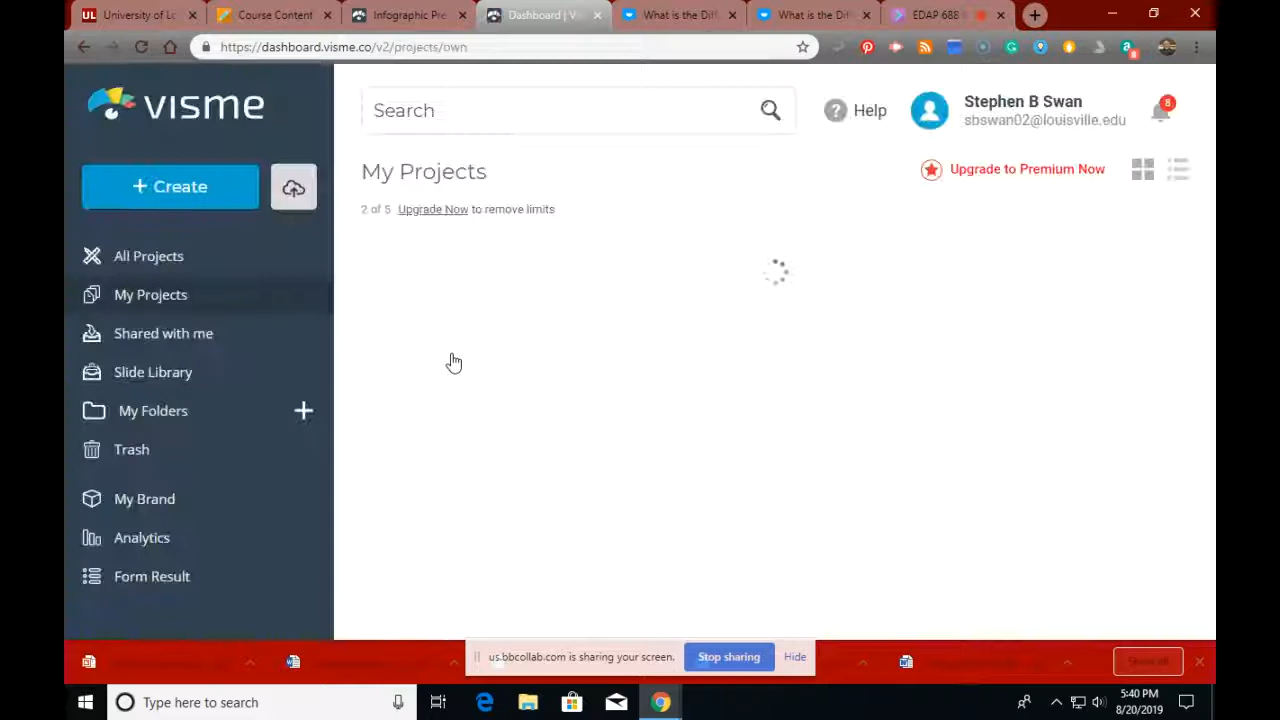 University of Lo
Course Content
Infographic Pre
Dashboard | V
What is the Dif
What is the Dif
EDAP 688
https://dashboard.visme.co/v2/projects/own
visme
Search
Help
Stephen B Swan
sbswan02@louisville.edu
8
+ Create
My Projects
Upgrade to Premium Now
2 of 5 Upgrade Now to remove limits
All Projects
My Projects
Shared with me
Slide Library
My Folders
Trash
My Brand
Analytics
Form Result
us.bbcollab.com is sharing your screen.
Stop sharing
Hide
Show all
Type here to search
5:40 PM
8/20/2019